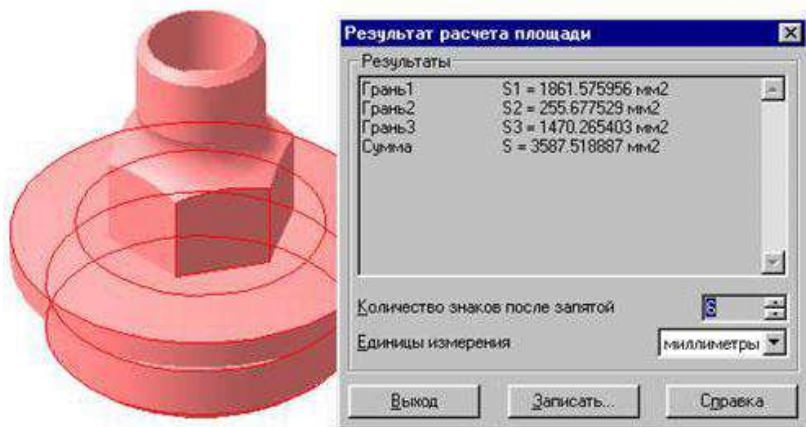 Результат расчета площади
Результаты
Грань1 S1 = 1861.575956 мм2
Грань2 S2 = 255.677529 мм2
Грань3 S3 = 1470.265403 мм2
Сумма S = 3587.518887 мм2
Количество знаков после запятой 6
Единицы измерения миллиметры
Выход Записать... Справка